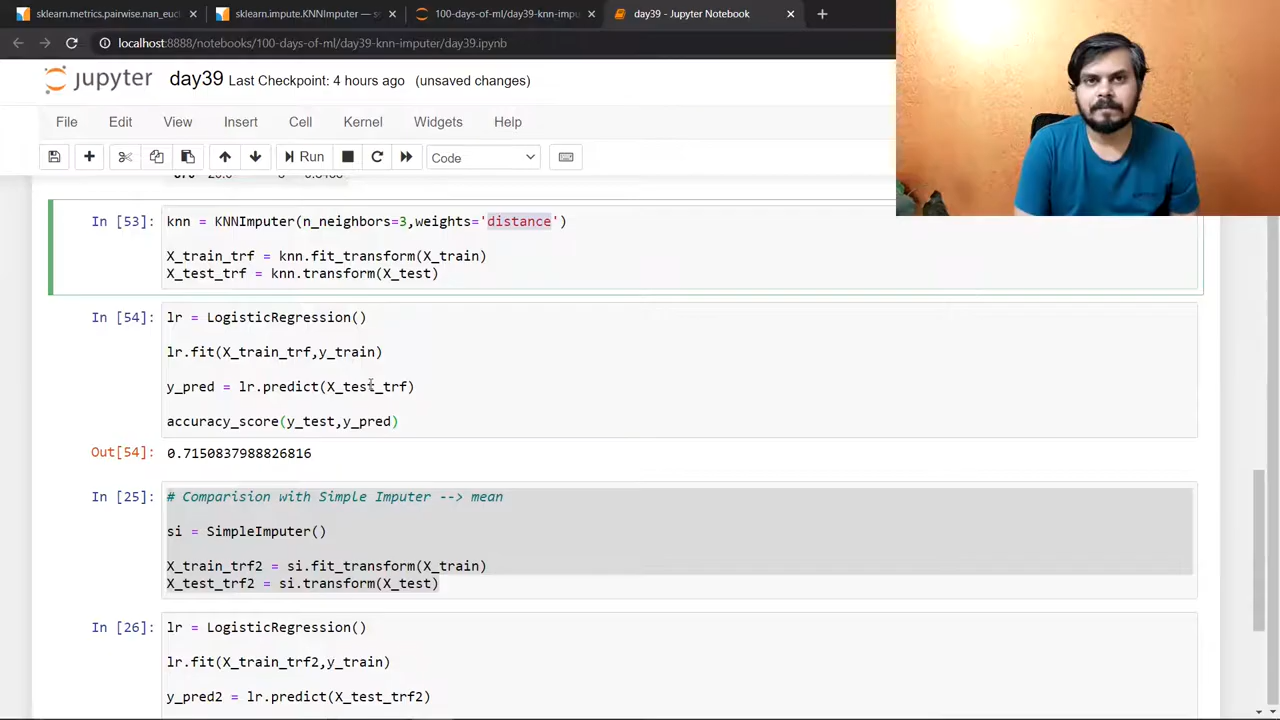 sklearn.metrics.pairwise.nan_eucl
sklearn.impute.KNNImputer — s
100-days-of-ml/day39-knn-impu
day39 - Jupyter Notebook
localhost:8888/notebooks/100-days-of-ml/day39-knn-imputer/day39.ipynb
jupyter day39 Last Checkpoint: 4 hours ago (unsaved changes)
File Edit View Insert Cell Kernel Widgets Help
Run Code
In [53]: knn = KNNImputer(n_neighbors=3,weights='distance')
X_train_trf = knn.fit_transform(X_train)
X_test_trf = knn.transform(X_test)
In [54]: lr = LogisticRegression()
lr.fit(X_train_trf,y_train)
y_pred = lr.predict(X_test_trf)
accuracy_score(y_test,y_pred)
Out[54]: 0.7150837988826816
In [25]: # Comparision with Simple Imputer --> mean
si = SimpleImputer()
X_train_trf2 = si.fit_transform(X_train)
X_test_trf2 = si.transform(X_test)
In [26]: lr = LogisticRegression()
lr.fit(X_train_trf2,y_train)
y_pred2 = lr.predict(X_test_trf2)